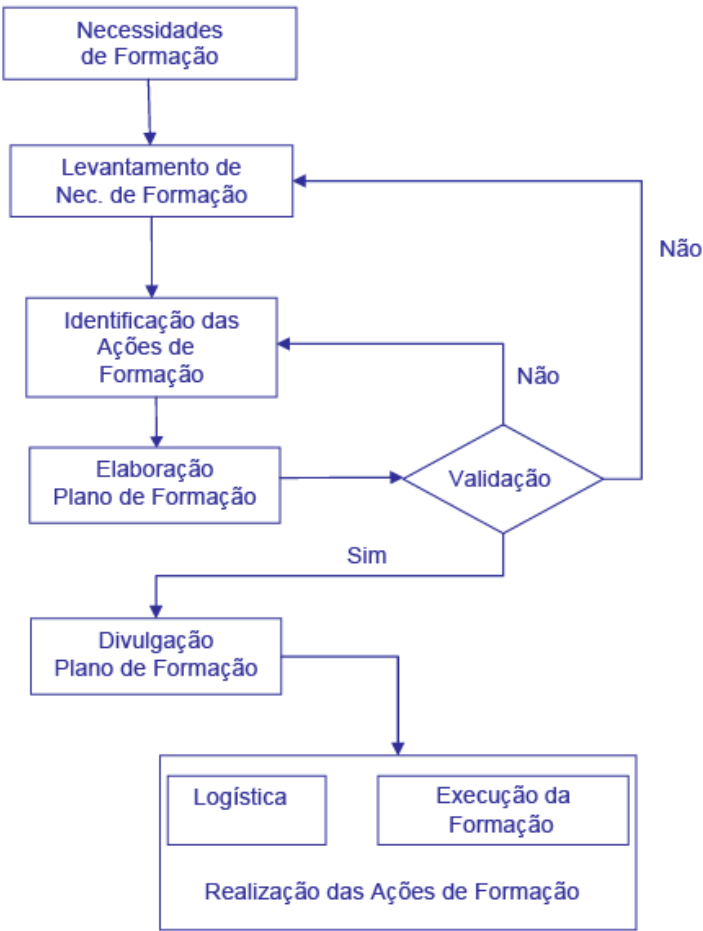 Necessidades
de Formação
Levantamento de
Nec. de Formação
Não
Identificação das
Ações de
Formação
Não
Elaboração
Plano de Formação
Validação
Sim
Divulgação
Plano de Formação
Logística
Execução da
Formação
Realização das Ações de Formação